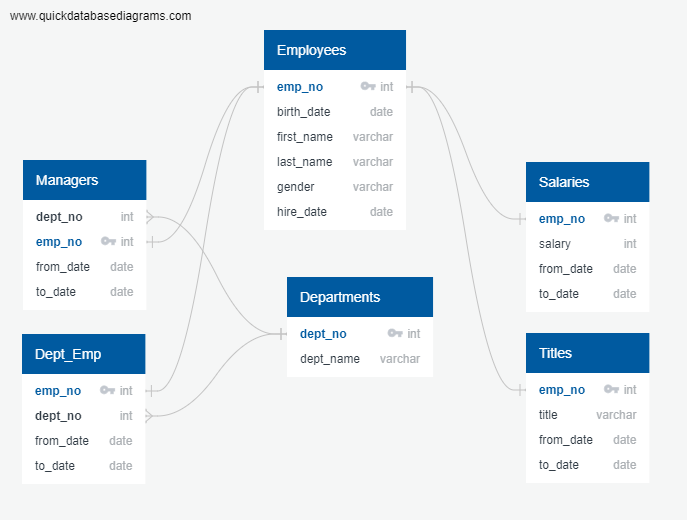 www.quickdatabasediagrams.com
Employees
emp_no int
birth_date date
first_name varchar
last_name varchar
gender varchar
hire_date date
Managers
dept_no int
emp_no int
from_date date
to_date date
Salaries
emp_no int
salary int
from_date date
to_date date
Departments
dept_no int
dept_name varchar
Dept_Emp
emp_no int
dept_no int
from_date date
to_date date
Titles
emp_no int
title varchar
from_date date
to_date date